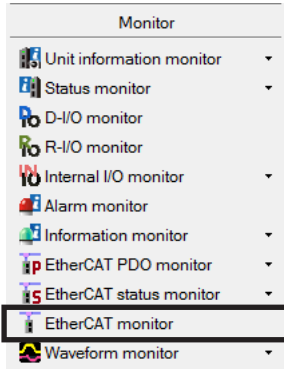 Monitor
Unit information monitor
Status monitor
D-I/O monitor
R-I/O monitor
Internal I/O monitor
Alarm monitor
Information monitor
EtherCAT PDO monitor
EtherCAT status monitor
EtherCAT monitor
Waveform monitor